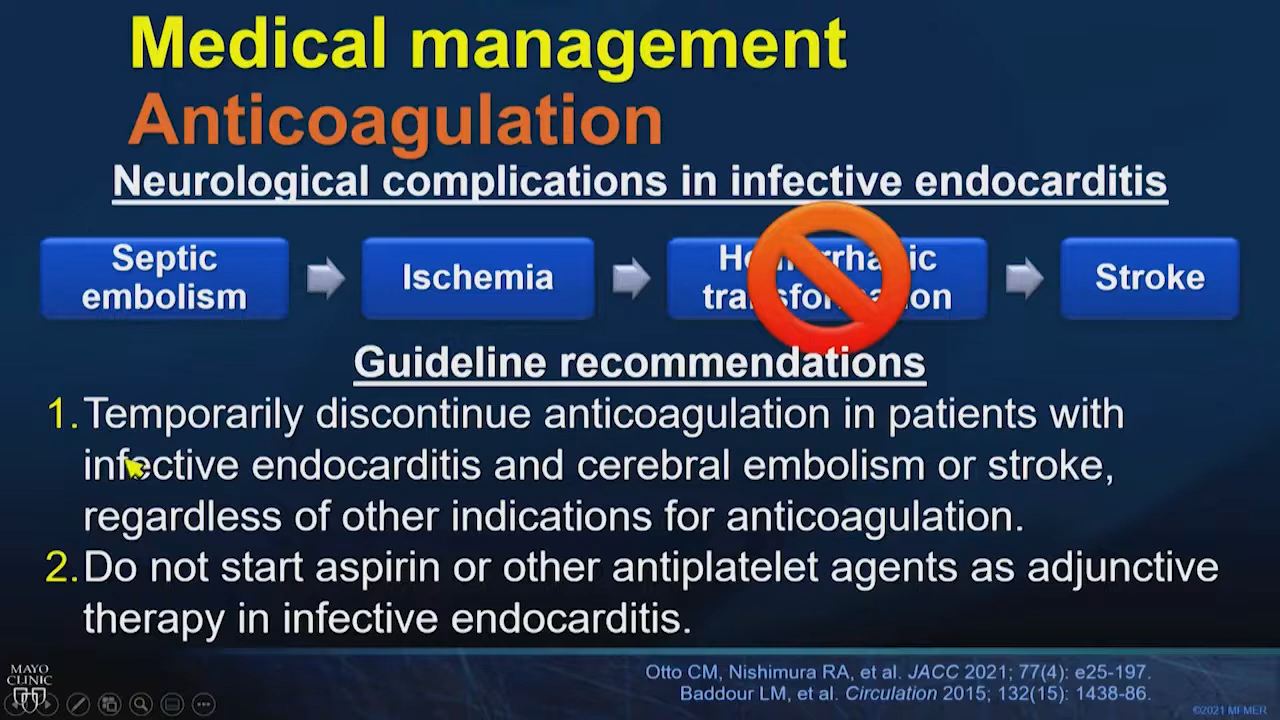 Medical management
Anticoagulation
Neurological complications in infective endocarditis
Septic
embolism
Ischemia
Hemorrhagic
transformation
Stroke
Guideline recommendations
1. Temporarily discontinue anticoagulation in patients with
infective endocarditis and cerebral embolism or stroke,
regardless of other indications for anticoagulation.
2. Do not start aspirin or other antiplatelet agents as adjunctive
therapy in infective endocarditis.
MAYO
CLINIC
Otto CM, Nishimura RA, et al. JACC 2021; 77(4): e25-197.
Baddour LM, et al. Circulation 2015; 132(15): 1438-86.
©2021 MFMER